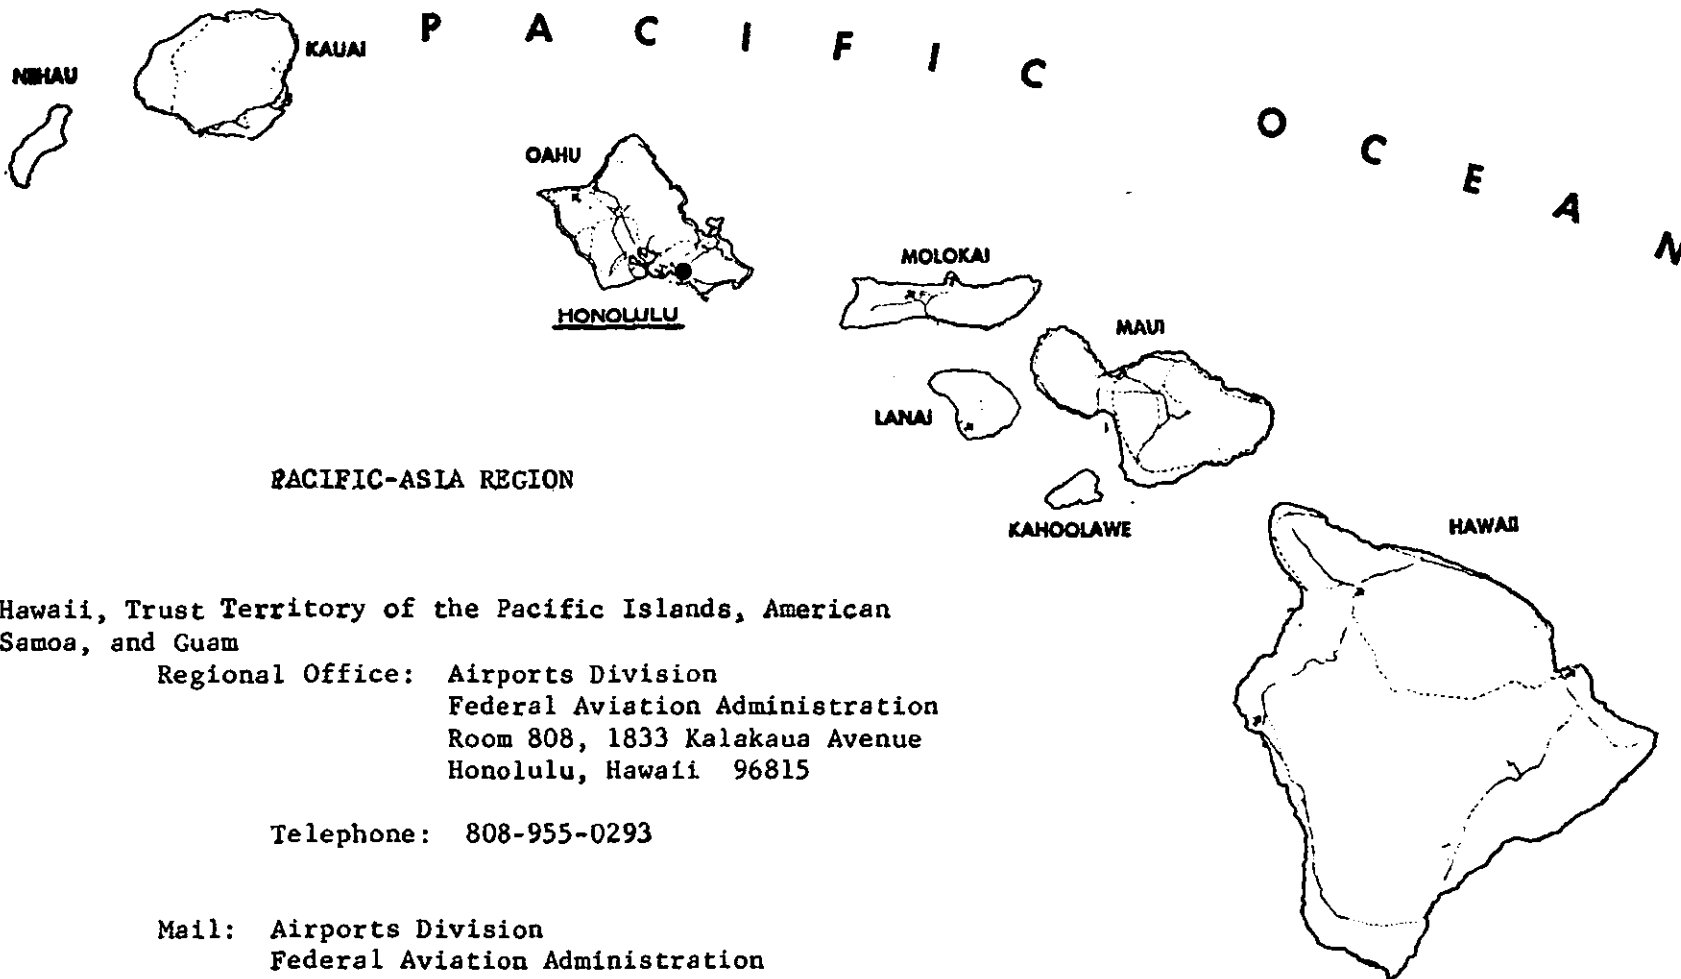 P A C I F I C O C E A N
NIIHAU
KAUAI
OAHU
HONOLULU
MOLOKAI
MAUI
LANAI
KAHOOLAWE
HAWAII
PACIFIC-ASIA REGION
Hawaii, Trust Territory of the Pacific Islands, American
Samoa, and Guam
Regional Office: Airports Division
Federal Aviation Administration
Room 808, 1833 Kalakaua Avenue
Honolulu, Hawaii 96815
Telephone: 808-955-0293
Mail: Airports Division
Federal Aviation Administration